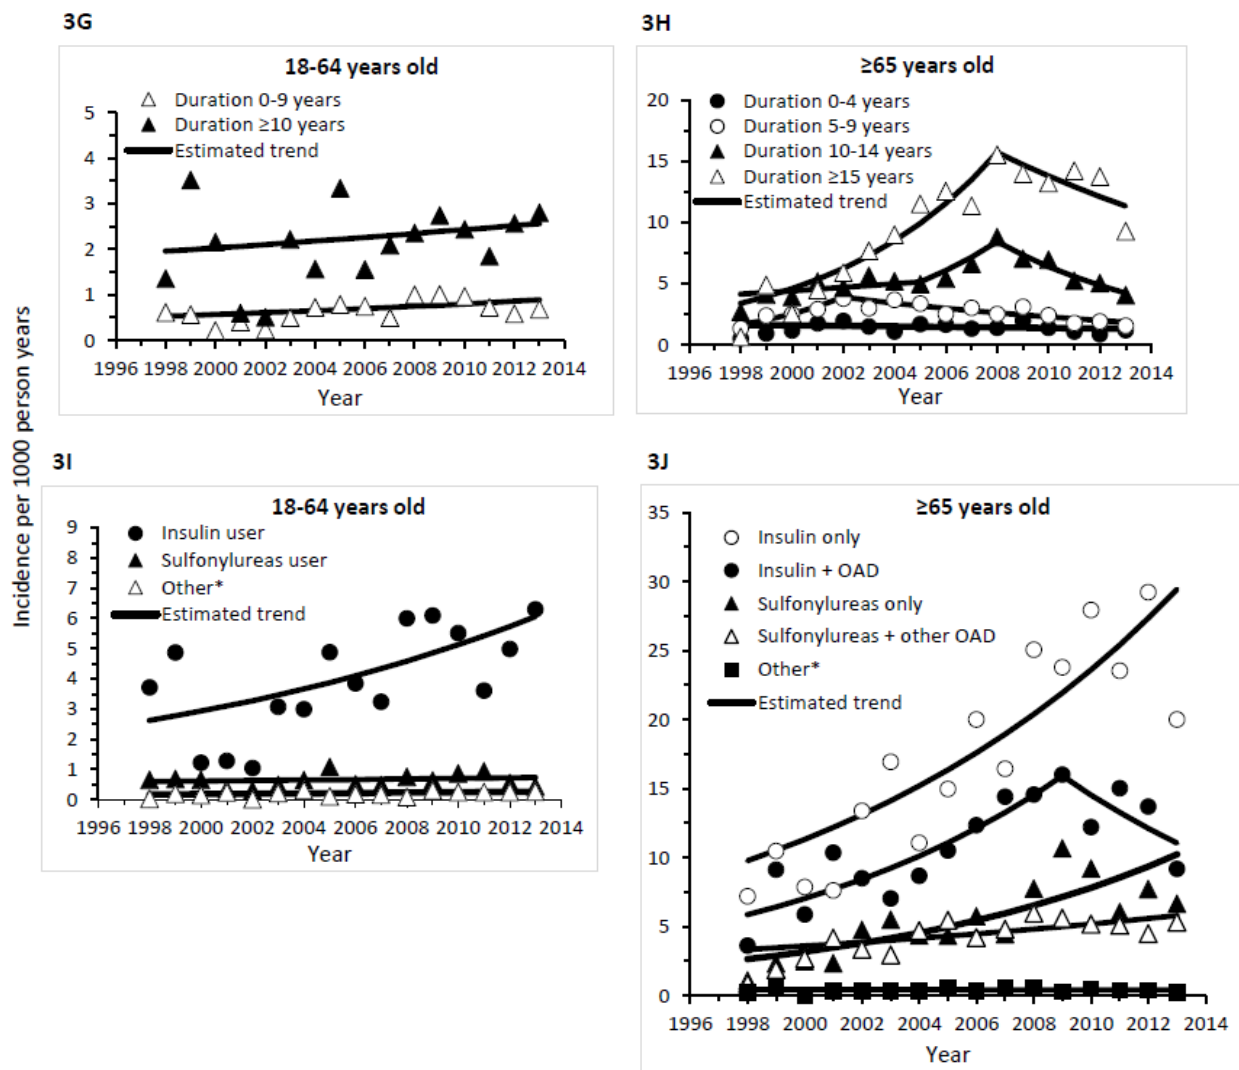 3G
18-64 years old
Duration 0-9 years
Duration ≥10 years
Estimated trend
5
4
3
2
1
0
1996 1998 2000 2002 2004 2006 2008 2010 2012 2014
Year
3H
≥65 years old
Duration 0-4 years
Duration 5-9 years
Duration 10-14 years
Duration ≥15 years
Estimated trend
20
15
10
5
0
1996 1998 2000 2002 2004 2006 2008 2010 2012 2014
Year
Incidence per 1000 person years
3I
18-64 years old
Insulin user
Sulfonylureas user
Other*
Estimated trend
9
8
7
6
5
4
3
2
1
0
1996 1998 2000 2002 2004 2006 2008 2010 2012 2014
Year
3J
≥65 years old
Insulin only
Insulin + OAD
Sulfonylureas only
Sulfonylureas + other OAD
Other*
Estimated trend
35
30
25
20
15
10
5
0
1996 1998 2000 2002 2004 2006 2008 2010 2012 2014
Year